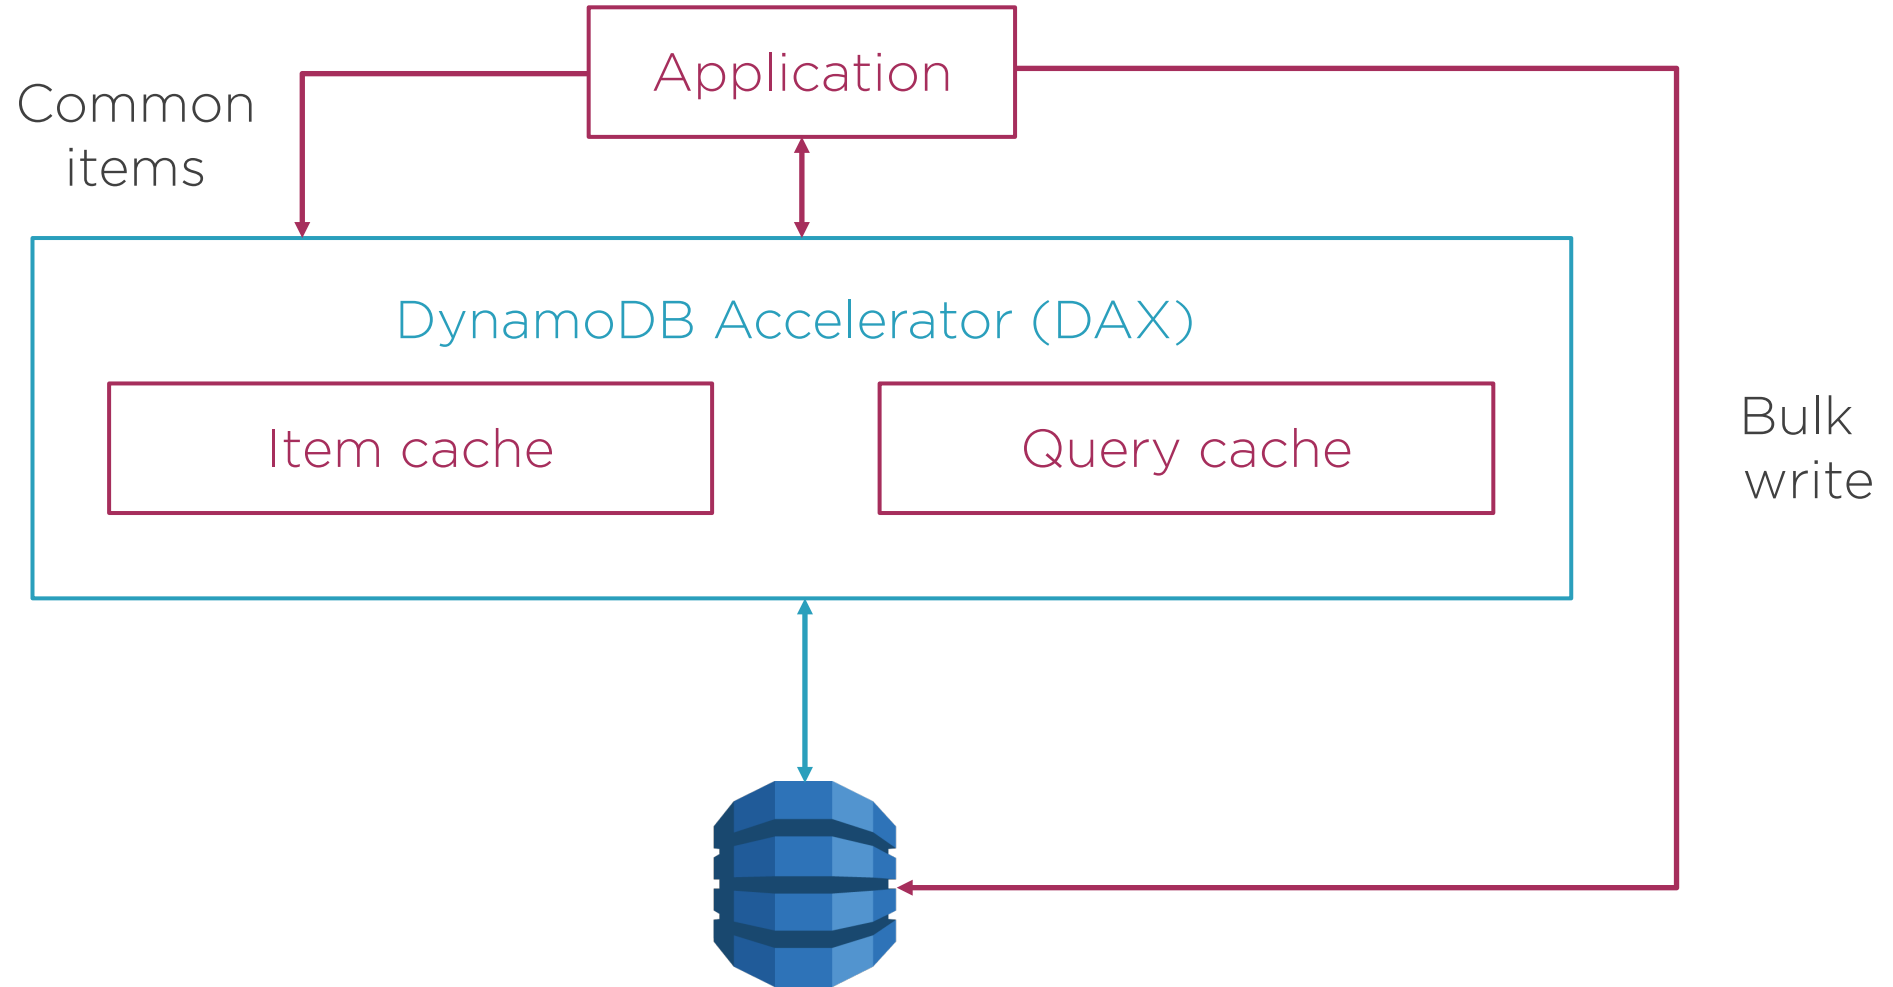 Application
Common
items
DynamoDB Accelerator (DAX)
Item cache
Query cache
Bulk
write